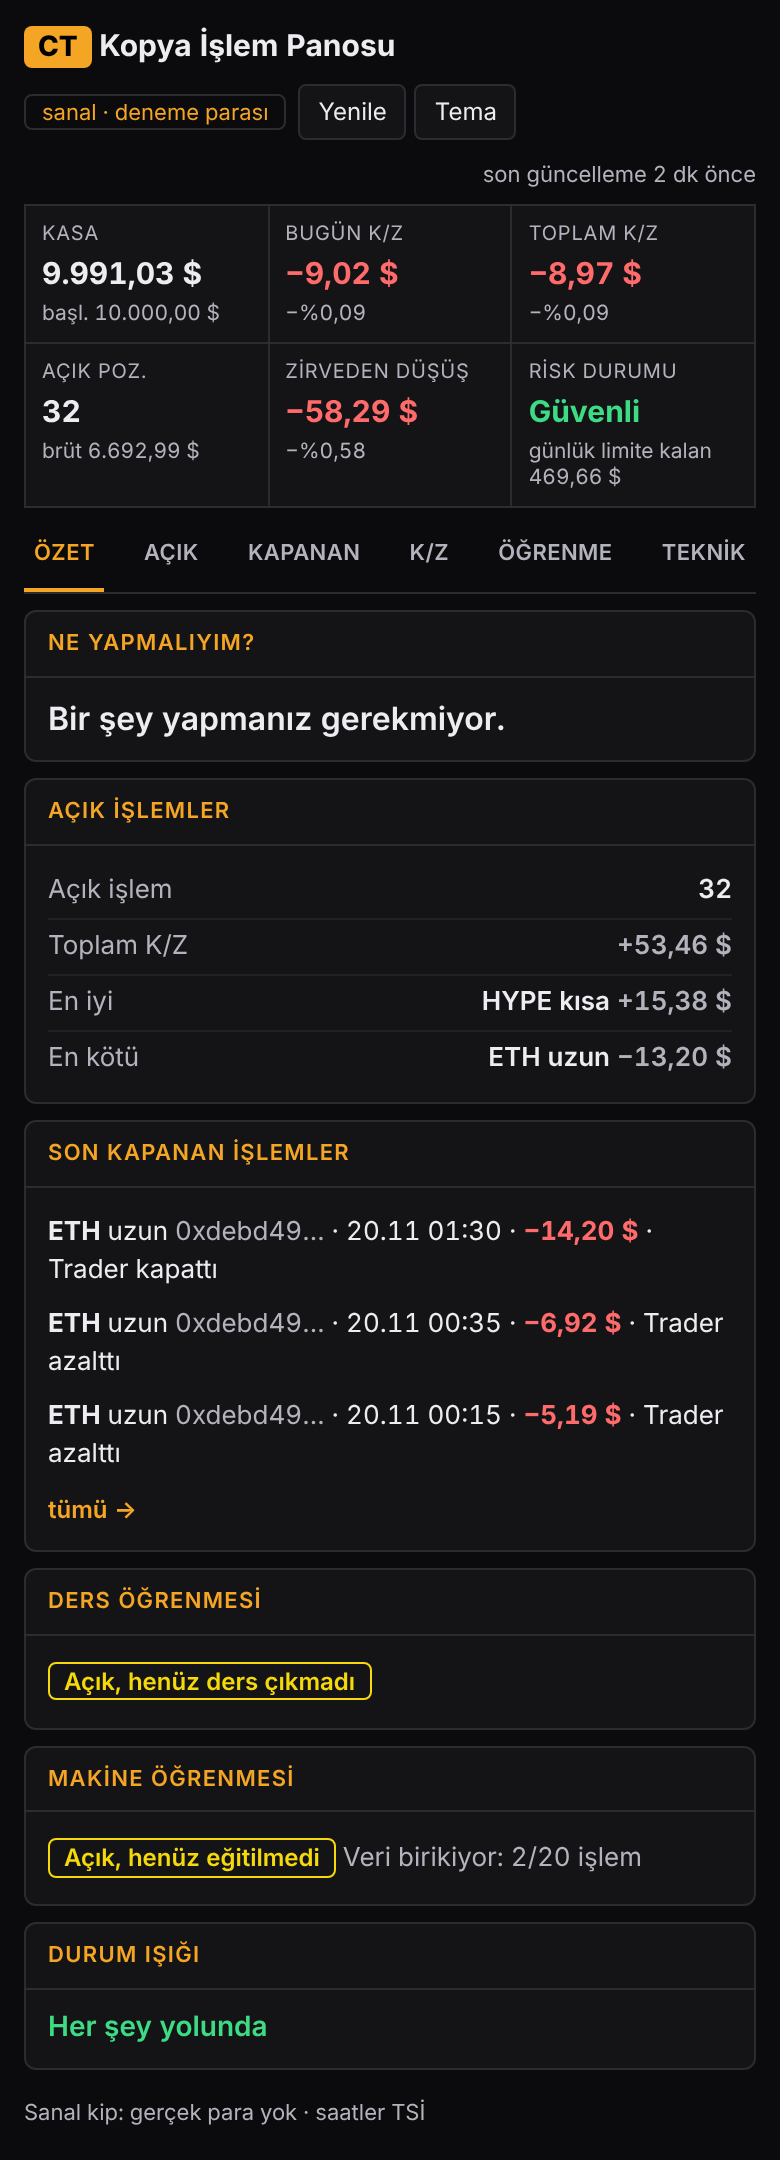 CT Kopya İşlem Panosu
sanal · deneme parası Yenile Tema
son güncelleme 2 dk önce
KASA BUGÜN K/Z TOPLAM K/Z
9.991,03 $ −9,02 $ −8,97 $
başl. 10.000,00 $ −%0,09 −%0,09
AÇIK POZ. ZİRVEDEN DÜŞÜŞ RİSK DURUMU
32 −58,29 $ Güvenli
brüt 6.692,99 $ −%0,58 günlük limite kalan
469,66 $
ÖZET AÇIK KAPANAN K/Z ÖĞRENME TEKNİK
NE YAPMALIYIM?
Bir şey yapmanız gerekmiyor.
AÇIK İŞLEMLER
Açık işlem 32
Toplam K/Z +53,46 $
En iyi HYPE kısa +15,38 $
En kötü ETH uzun −13,20 $
SON KAPANAN İŞLEMLER
ETH uzun 0xdebd49… · 20.11 01:30 · −14,20 $ ·
Trader kapattı
ETH uzun 0xdebd49… · 20.11 00:35 · −6,92 $ · Trader
azalttı
ETH uzun 0xdebd49… · 20.11 00:15 · −5,19 $ · Trader
azalttı
tümü →
DERS ÖĞRENMESİ
Açık, henüz ders çıkmadı
MAKİNE ÖĞRENMESİ
Açık, henüz eğitilmedi Veri birikiyor: 2/20 işlem
DURUM IŞIĞI
Her şey yolunda
Sanal kip: gerçek para yok · saatler TSİ